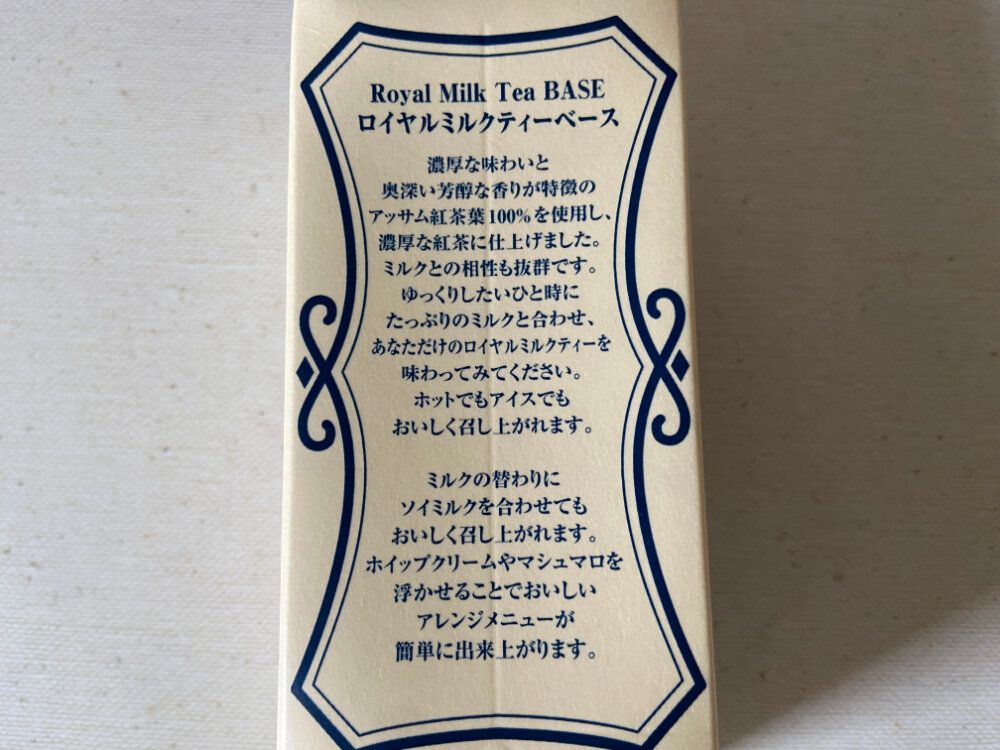 Royal Milk Tea BASE
ロイヤルミルクティーベース
濃厚な味わいと
奥深い芳醇な香りが特徴の
アッサム紅茶葉100%を使用し、
濃厚な紅茶に仕上げました。
ミルクとの相性も抜群です。
ゆっくりしたいひと時に
たっぷりのミルクと合わせ、
あなただけのロイヤルミルクティーを
味わってみてください。
ホットでもアイスでも
おいしく召し上がれます。
ミルクの替わりに
ソイミルクを合わせても
おいしく召し上がれます。
ホイップクリームやマシュマロを
浮かせることでおいしい
アレンジメニューが
簡単に出来上がります。